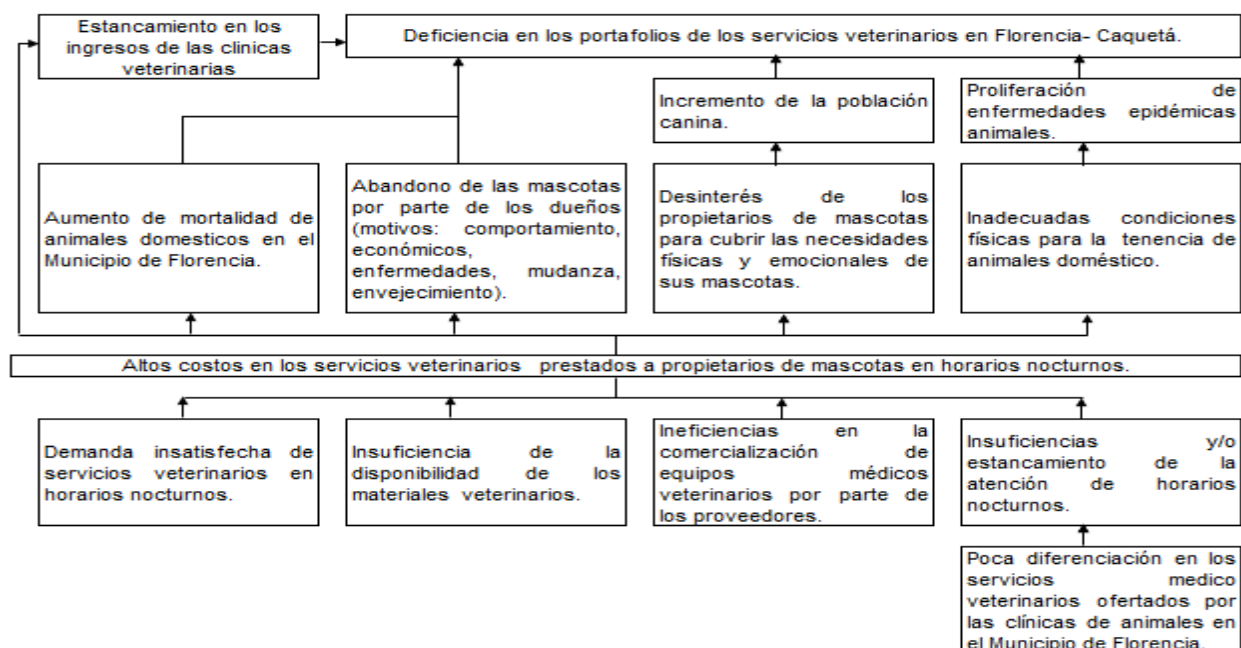 Estancamiento en los
ingresos de las clinicas
veterinarias
Deficiencia en los portafolios de los servicios veterinarios en Florencia- Caquetá.
Incremento de la población
canina.
Proliferación de
enfermedades epidémicas
animales.
Aumento de mortalidad de
animales domesticos en el
Municipio de Florencia.
Abandono de las mascotas
por parte de los dueños
(motivos: comportamiento,
económicos,
enfermedades, mudanza,
envejecimiento).
Desinterés de los
propietarios de mascotas
para cubrir las necesidades
físicas y emocionales de
sus mascotas.
Inadecuadas condiciones
físicas para la tenencia de
animales doméstico.
Altos costos en los servicios veterinarios prestados a propietarios de mascotas en horarios nocturnos.
Demanda insatisfecha de
servicios veterinarios en
horarios nocturnos.
Insuficiencia de la
disponibilidad de los
materiales veterinarios.
Ineficiencias en la
comercialización de
equipos médicos
veterinarios por parte de
los proveedores.
Insuficiencias y/o
estancamiento de la
atención de horarios
nocturnos.
Poca diferenciación en los
servicios medico
veterinarios ofertados por
las clínicas de animales en
el Municipio de Florencia.